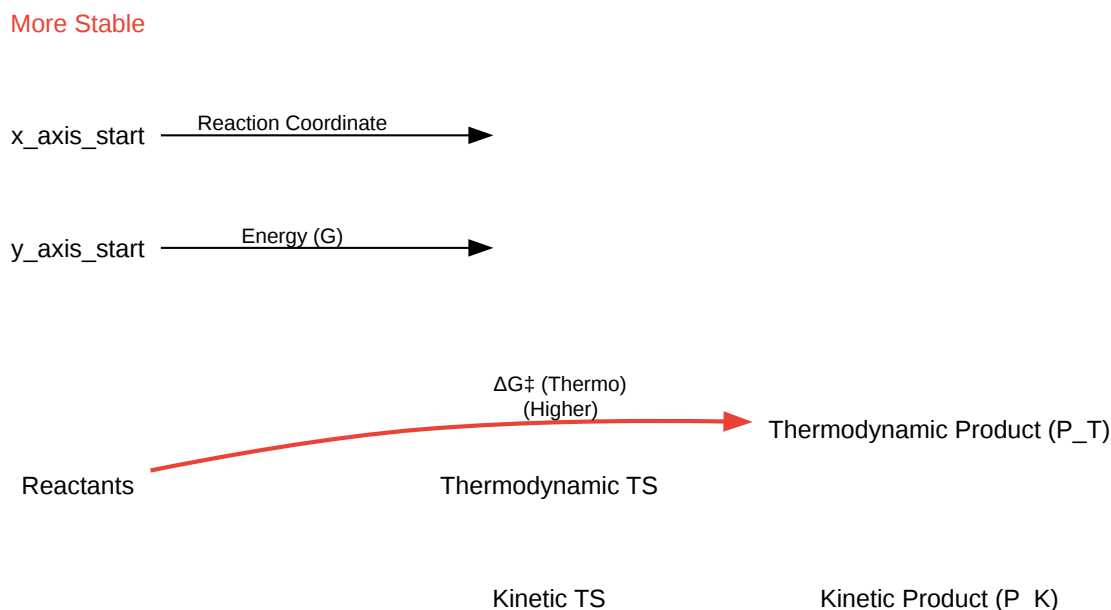 More Stable
x_axis_start
Reaction Coordinate
y_axis_start
Energy (G)
ΔG‡ (Thermo)
(Higher)
Thermodynamic Product (P_T)
Reactants
Thermodynamic TS
Kinetic TS
Kinetic Product (P_K)